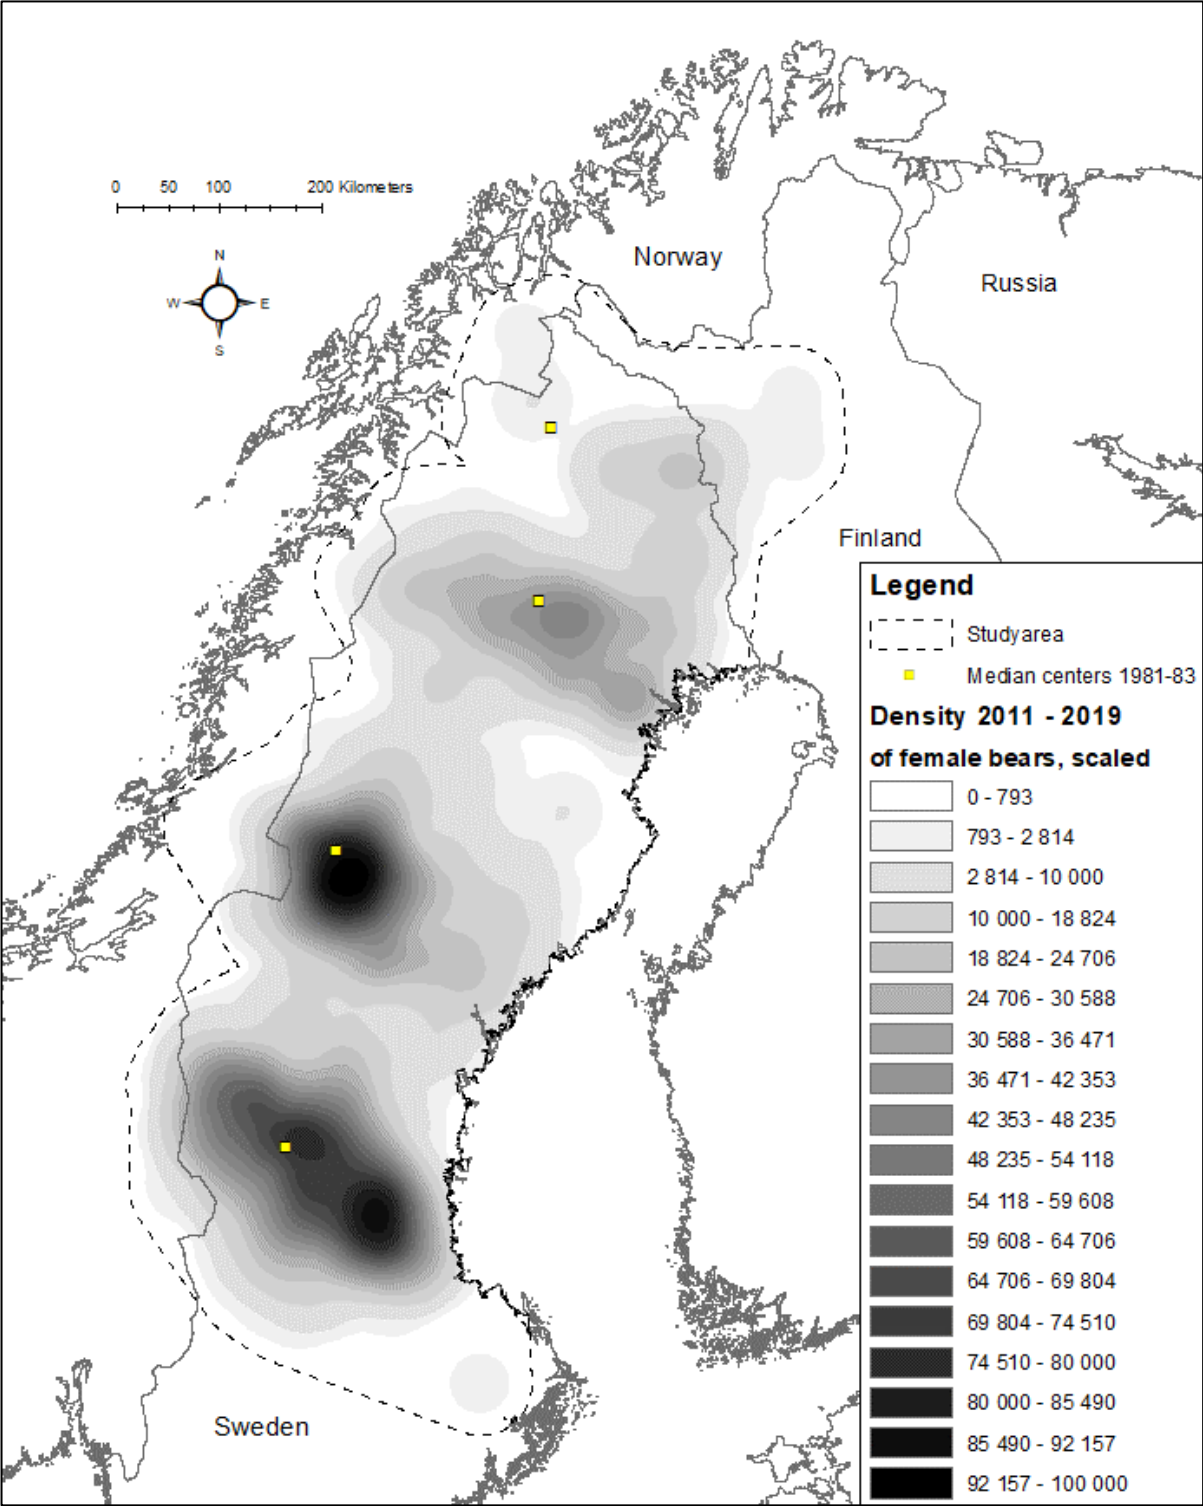 0 50 100 200 Kilometers
N
W E
S
Norway
Russia
Finland
Sweden
Legend
Studyarea
Median centers 1981-83
Density 2011 - 2019
of female bears, scaled
0 - 793
793 - 2 814
2 814 - 10 000
10 000 - 18 824
18 824 - 24 706
24 706 - 30 588
30 588 - 36 471
36 471 - 42 353
42 353 - 48 235
48 235 - 54 118
54 118 - 59 608
59 608 - 64 706
64 706 - 69 804
69 804 - 74 510
74 510 - 80 000
80 000 - 85 490
85 490 - 92 157
92 157 - 100 000